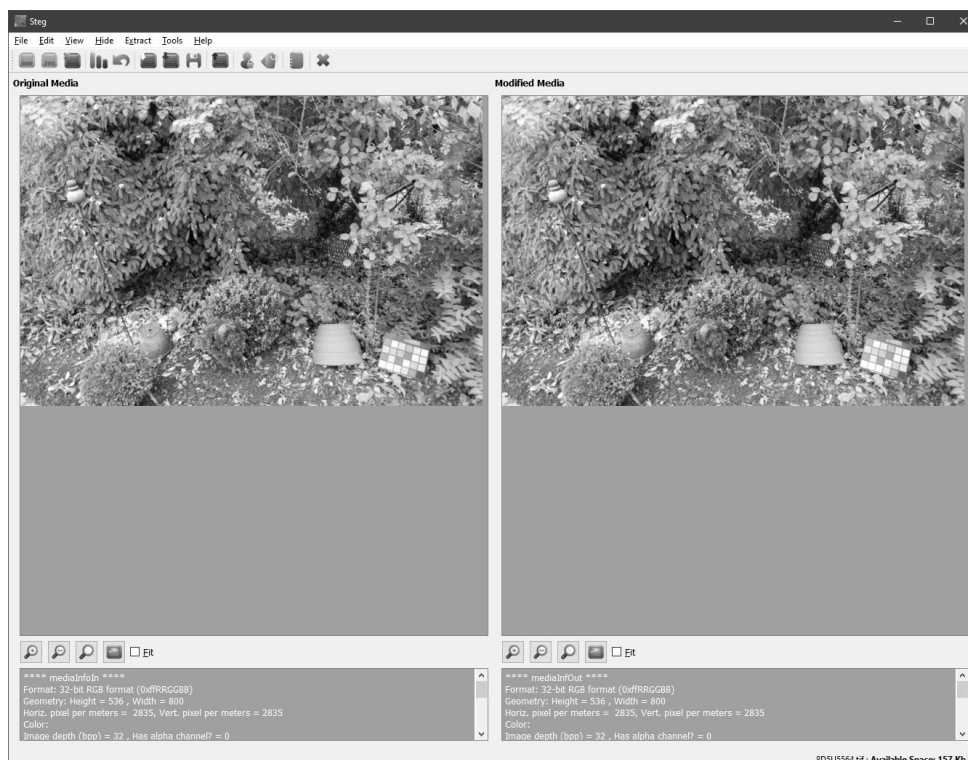 Steg
File Edit View Hide Extract Tools Help
Original Media
Modified Media
Fit
**** mediaInfoIn ****
Format: 32-bit RGB format (0xffRRGGBB)
Geometry: Height = 536 , Width = 800
Horiz. pixel per meters = 2835, Vert. pixel per meters = 2835
Color:
Image depth (bpp) = 32 , Has alpha channel? = 0
Fit
**** mediaInfOut ****
Format: 32-bit RGB format (0xffRRGGBB)
Geometry: Height = 536 , Width = 800
Horiz. pixel per meters = 2835, Vert. pixel per meters = 2835
Color:
Image depth (bpp) = 32 , Has alpha channel? = 0
Available Space: 157 Kb